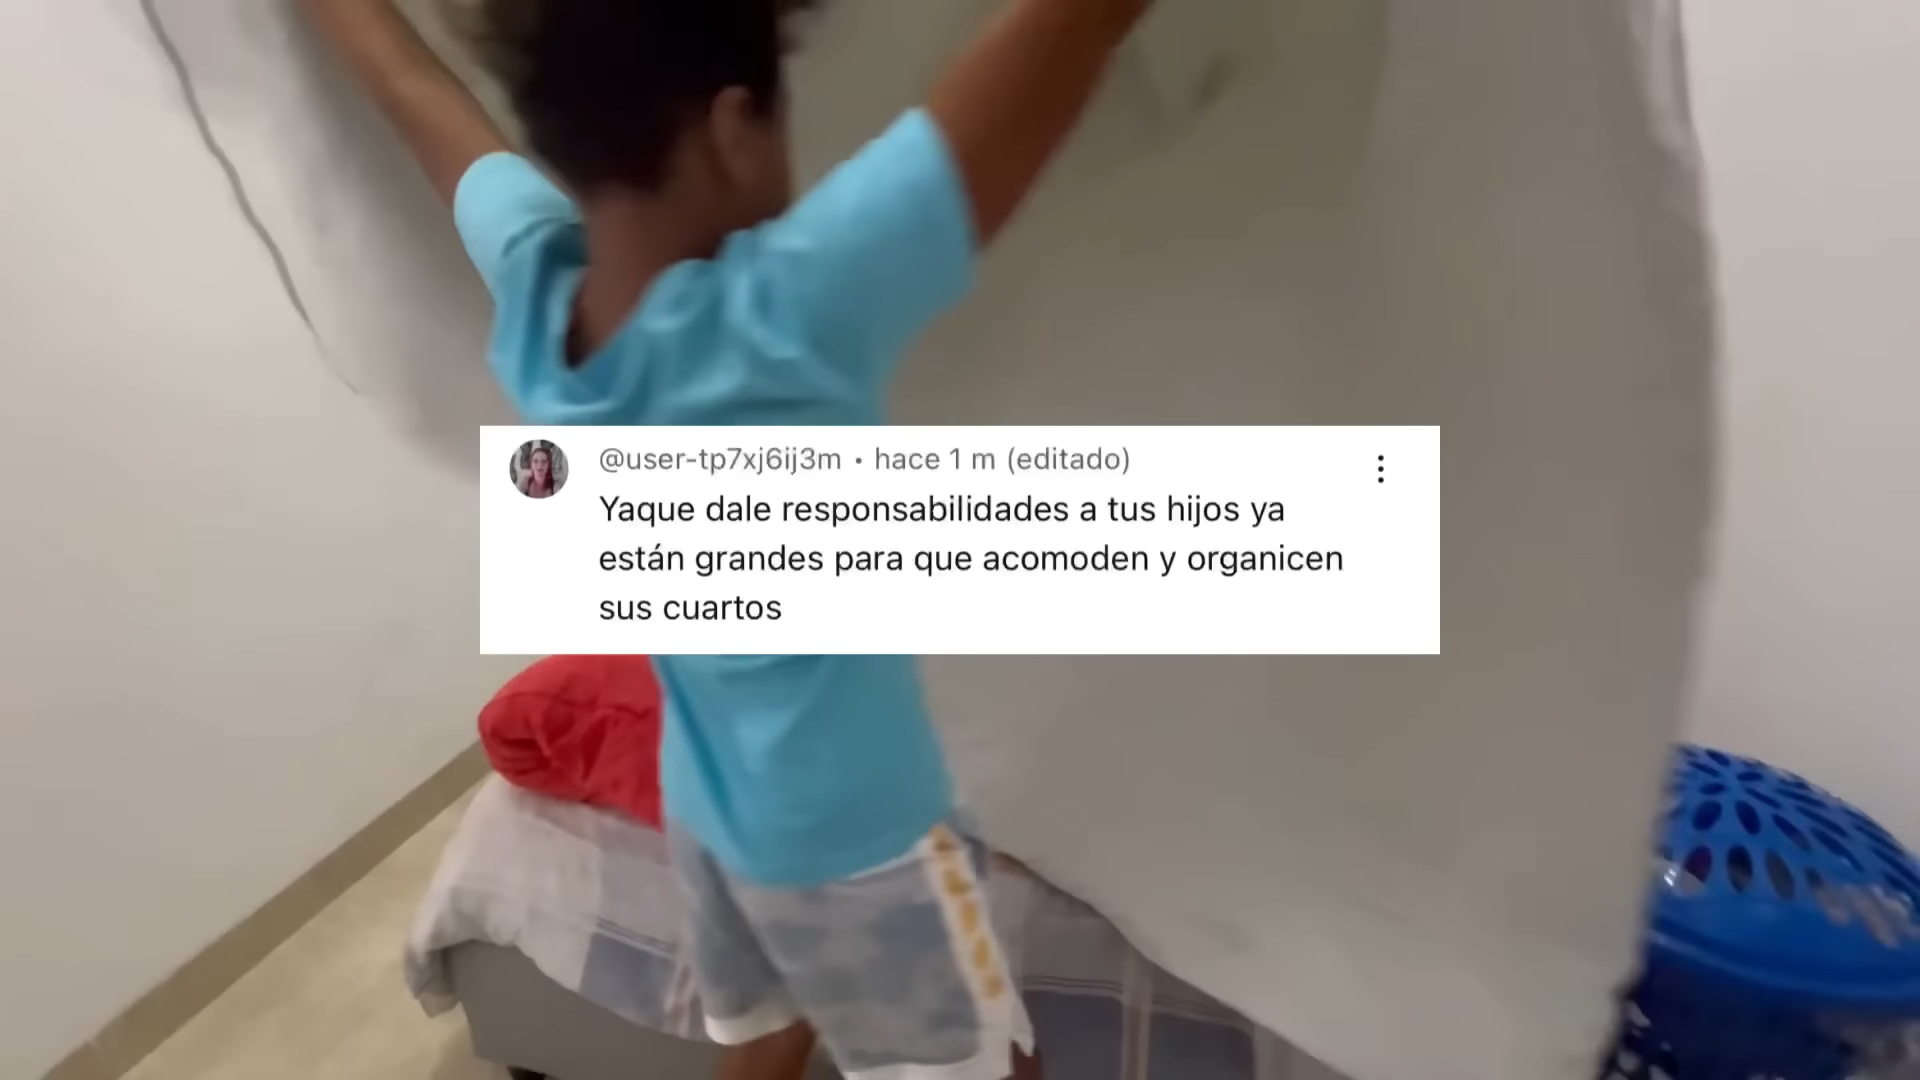 @user-tp7xj6ij3m • hace 1 m (editado)
Yaque dale responsabilidades a tus hijos ya
están grandes para que acomoden y organicen
sus cuartos